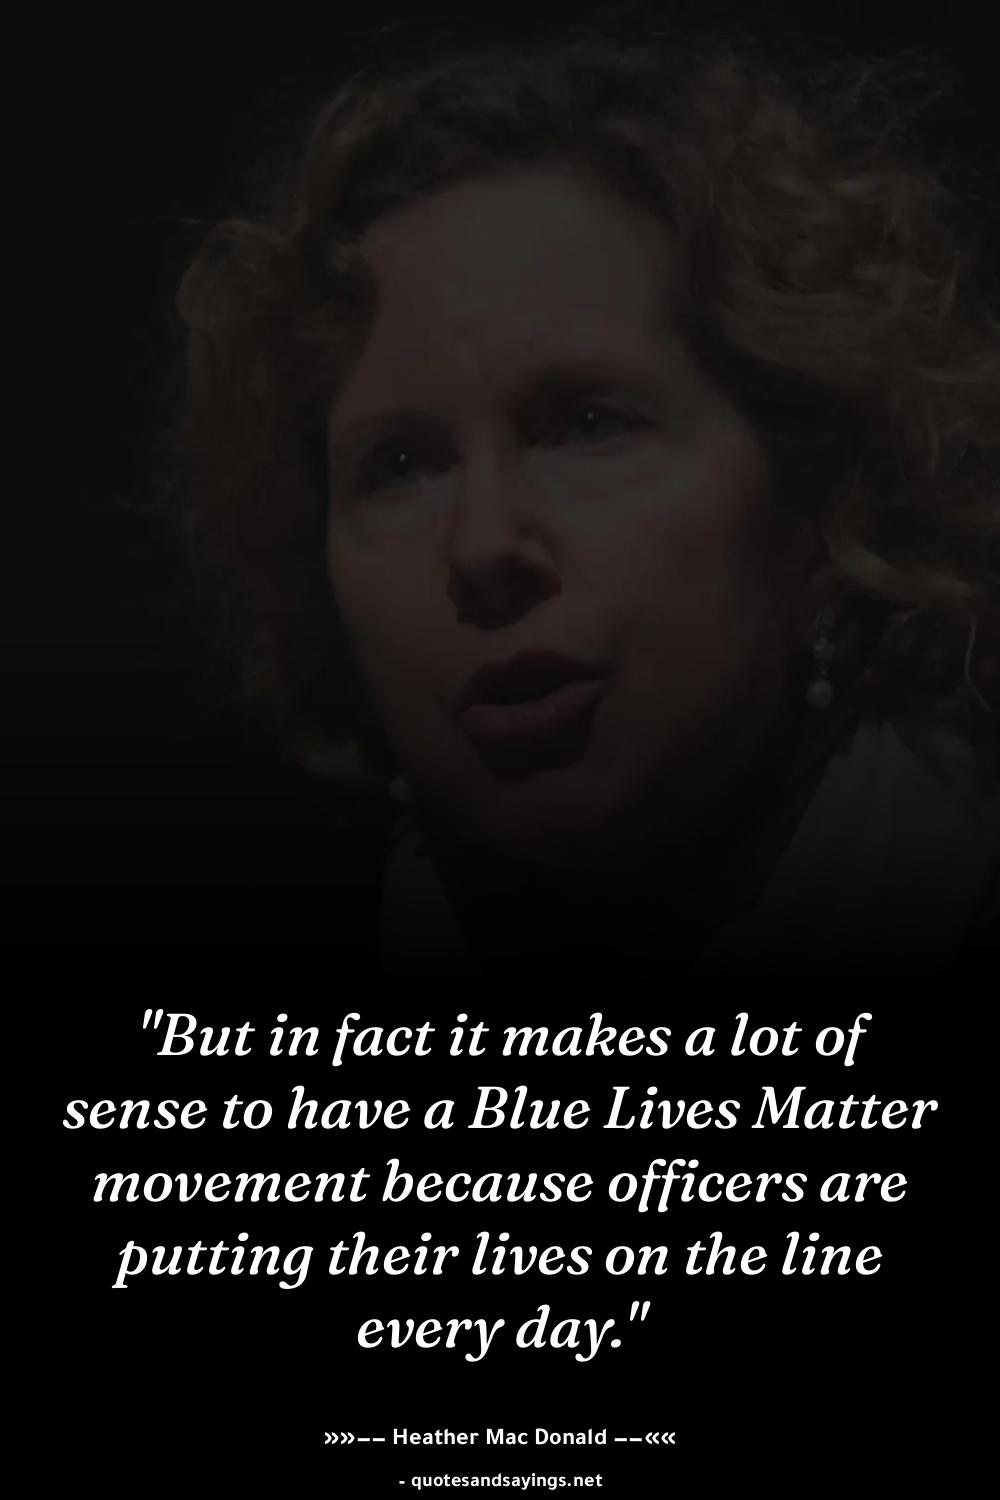 "But in fact it makes a lot of
sense to have a Blue Lives Matter
movement because officers are
putting their lives on the line
every day."
»»−− Heather Mac Donald −−««
- quotesandsayings.net